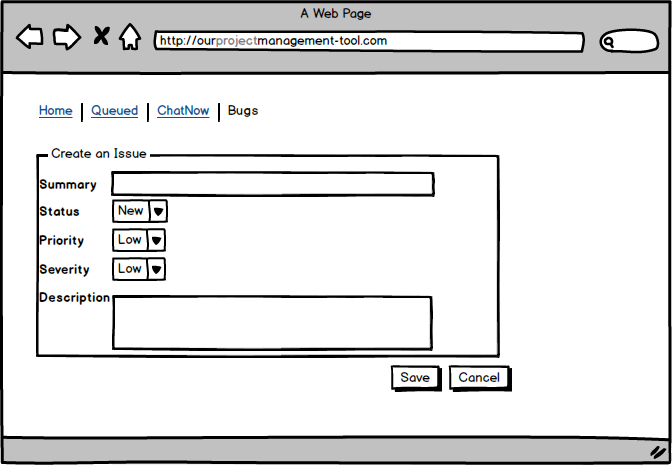 A Web Page
http://ourprojectmanagement-tool.com
Home Queued ChatNow Bugs
Create an Issue
Summary
Status New
Priority Low
Severity Low
Description
Save Cancel